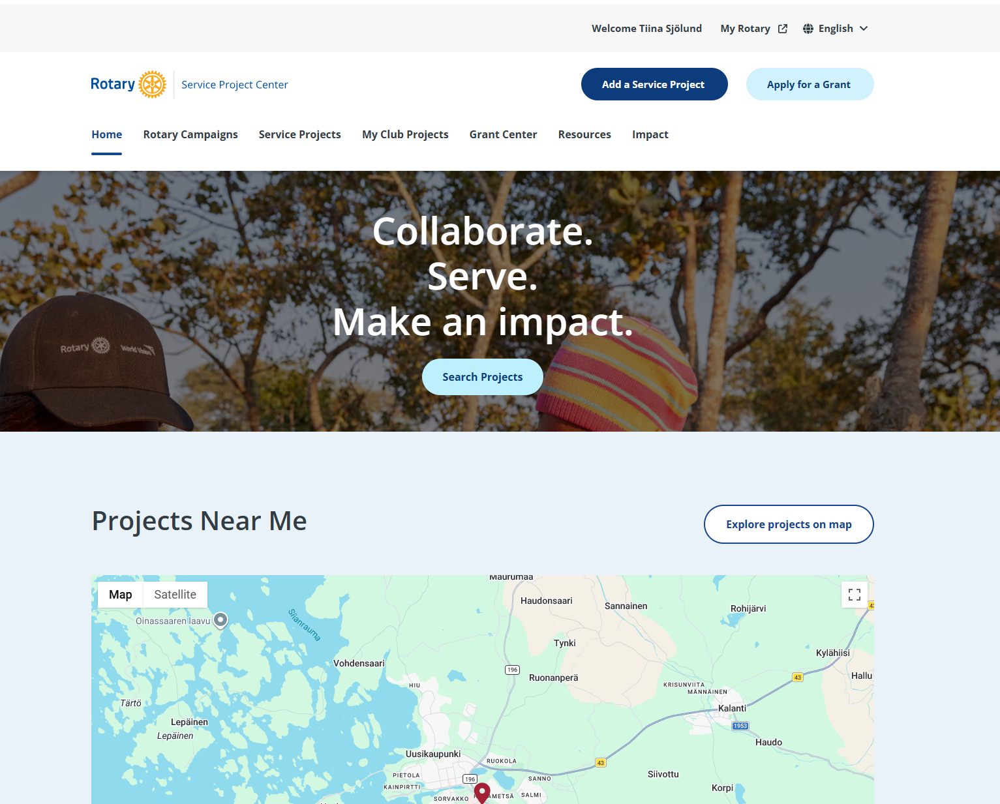 Welcome Tiina Sjölund My Rotary English
Rotary Service Project Center
Add a Service Project Apply for a Grant
Home Rotary Campaigns Service Projects My Club Projects Grant Center Resources Impact
Collaborate.
Serve.
Make an impact.
Rotary World Vision
Search Projects
Projects Near Me
Explore projects on map
Map Satellite
Maurumaa
Haudonsaari
Sannainen
Rohijärvi
43
Oinassaaren laavu
Siianrauma
Tynki
Kylähiisi
Vohdensaari
196
Ruonanperä
43
Hallu
HIU
KRISUNVIITA
MÄNNÄINEN
Tärtö
Kalanti
Lepäinen
1953
Lepäinen
Haudo
Uusikaupunki
RUOKOLA
43
PIETOLA
196
SANNO
Siivottu
KAINPIRTTI
Korpi
SORVAKKO
SALMI